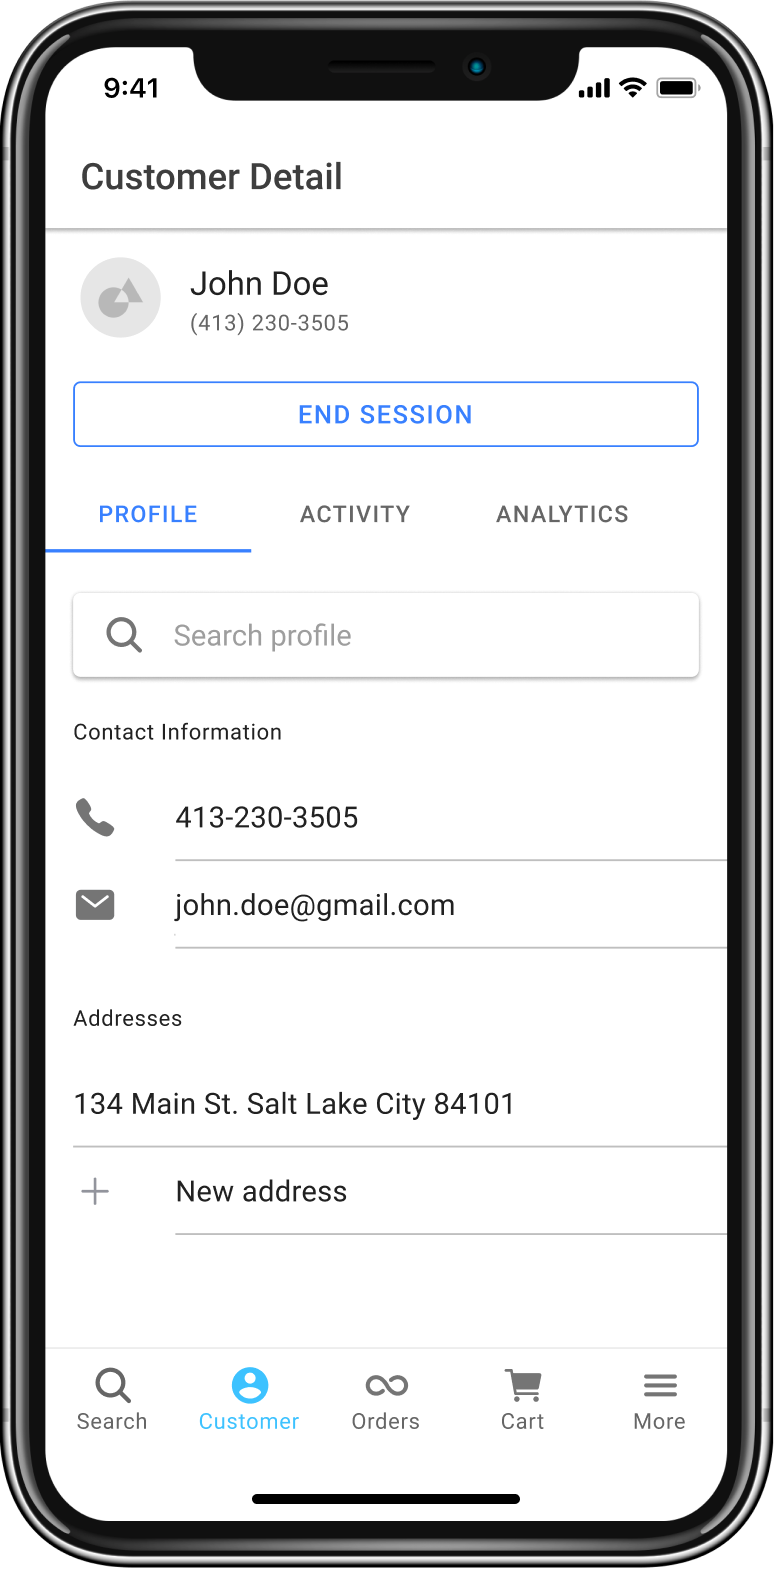 9:41
Customer Detail
John Doe
(413) 230-3505
END SESSION
PROFILE ACTIVITY ANALYTICS
Search profile
Contact Information
413-230-3505
john.doe@gmail.com
Addresses
134 Main St. Salt Lake City 84101
New address
Search Customer Orders Cart More